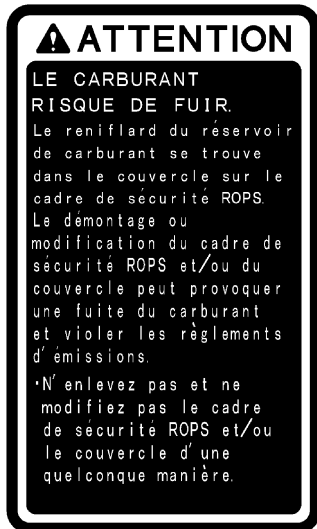 ATTENTION
LE CARBURANT
RISQUE DE FUIR.
Le reniflard du réservoir
de carburant se trouve
dans le couvercle sur le
cadre de sécurité ROPS.
Le démontage ou
modification du cadre de
sécurité ROPS et/ou du
couvercle peut provoquer
une fuite du carburant
et violer les règlements
d'émissions.
•N'enlevez pas et ne
modifiez pas le cadre
de sécurité ROPS et/ou
le couvercle d'une
quelconque manière.